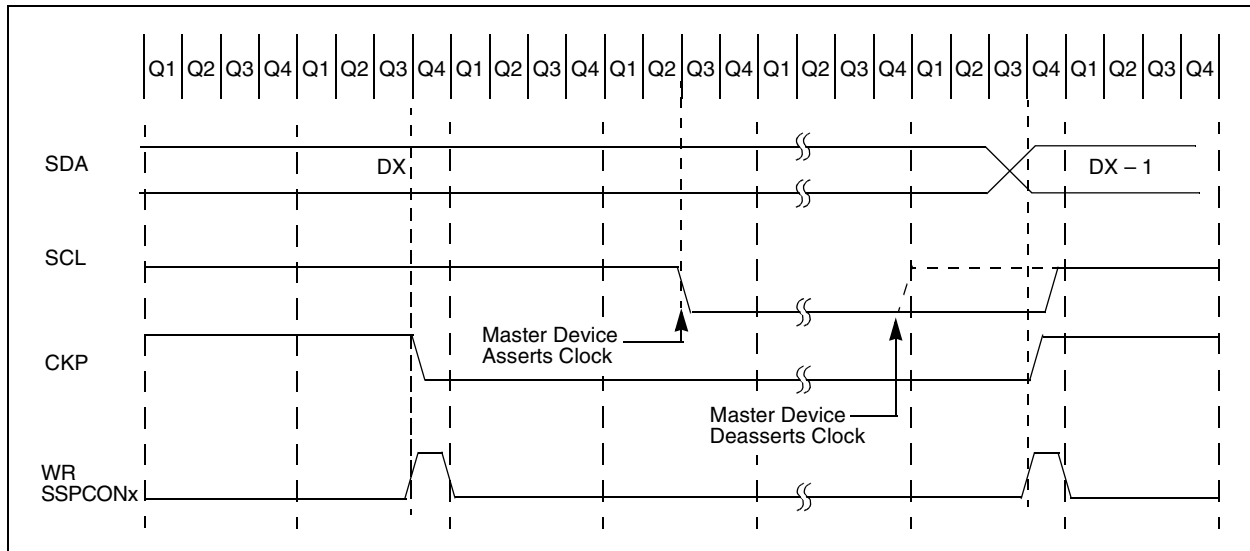 Q1 Q2 Q3 Q4 Q1 Q2 Q3 Q4 Q1 Q2 Q3 Q4 Q1 Q2 Q3 Q4 Q1 Q2 Q3 Q4 Q1 Q2 Q3 Q4 Q1 Q2 Q3 Q4
SDA
DX
DX – 1
SCL
Master Device
Asserts Clock
CKP
Master Device
Deasserts Clock
WR
SSPCONx